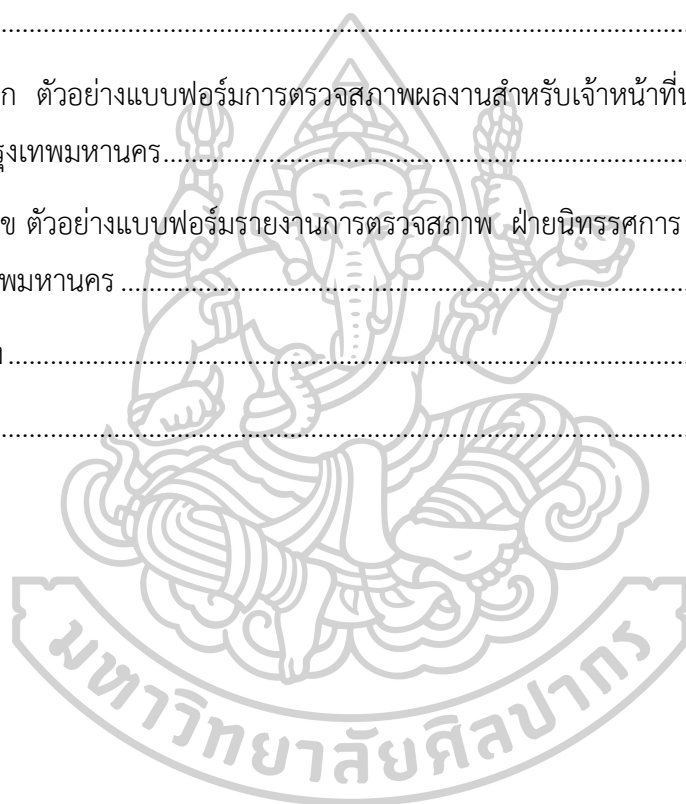 ................................................................
ก ตัวอย่างแบบฟอร์มการตรวจสภาพผลงานสำหรับเจ้าหน้าที่
รุงเทพมหานคร................................................................
ข ตัวอย่างแบบฟอร์มรายงานการตรวจสภาพ ฝ่ายนิทรรศการ
พมหานคร ................................................................
................................................................
................................................................
มหาวิทยาลัยศิลปากร